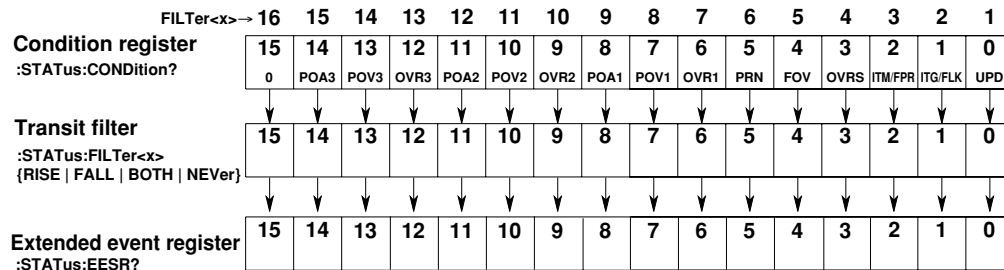 FILTer<x>→ 16 15 14 13 12 11 10 9 8 7 6 5 4 3 2 1
Condition register 15 14 13 12 11 10 9 8 7 6 5 4 3 2 1 0
:STATus:CONDition? 0 POA3 POV3 OVR3 POA2 POV2 OVR2 POA1 POV1 OVR1 PRN FOV OVRS ITM/FPR ITG/FLK UPD
Transit filter 15 14 13 12 11 10 9 8 7 6 5 4 3 2 1 0
:STATus:FILTer<x>
{RISE | FALL | BOTH | NEVer}
Extended event register 15 14 13 12 11 10 9 8 7 6 5 4 3 2 1 0
:STATus:EESR?